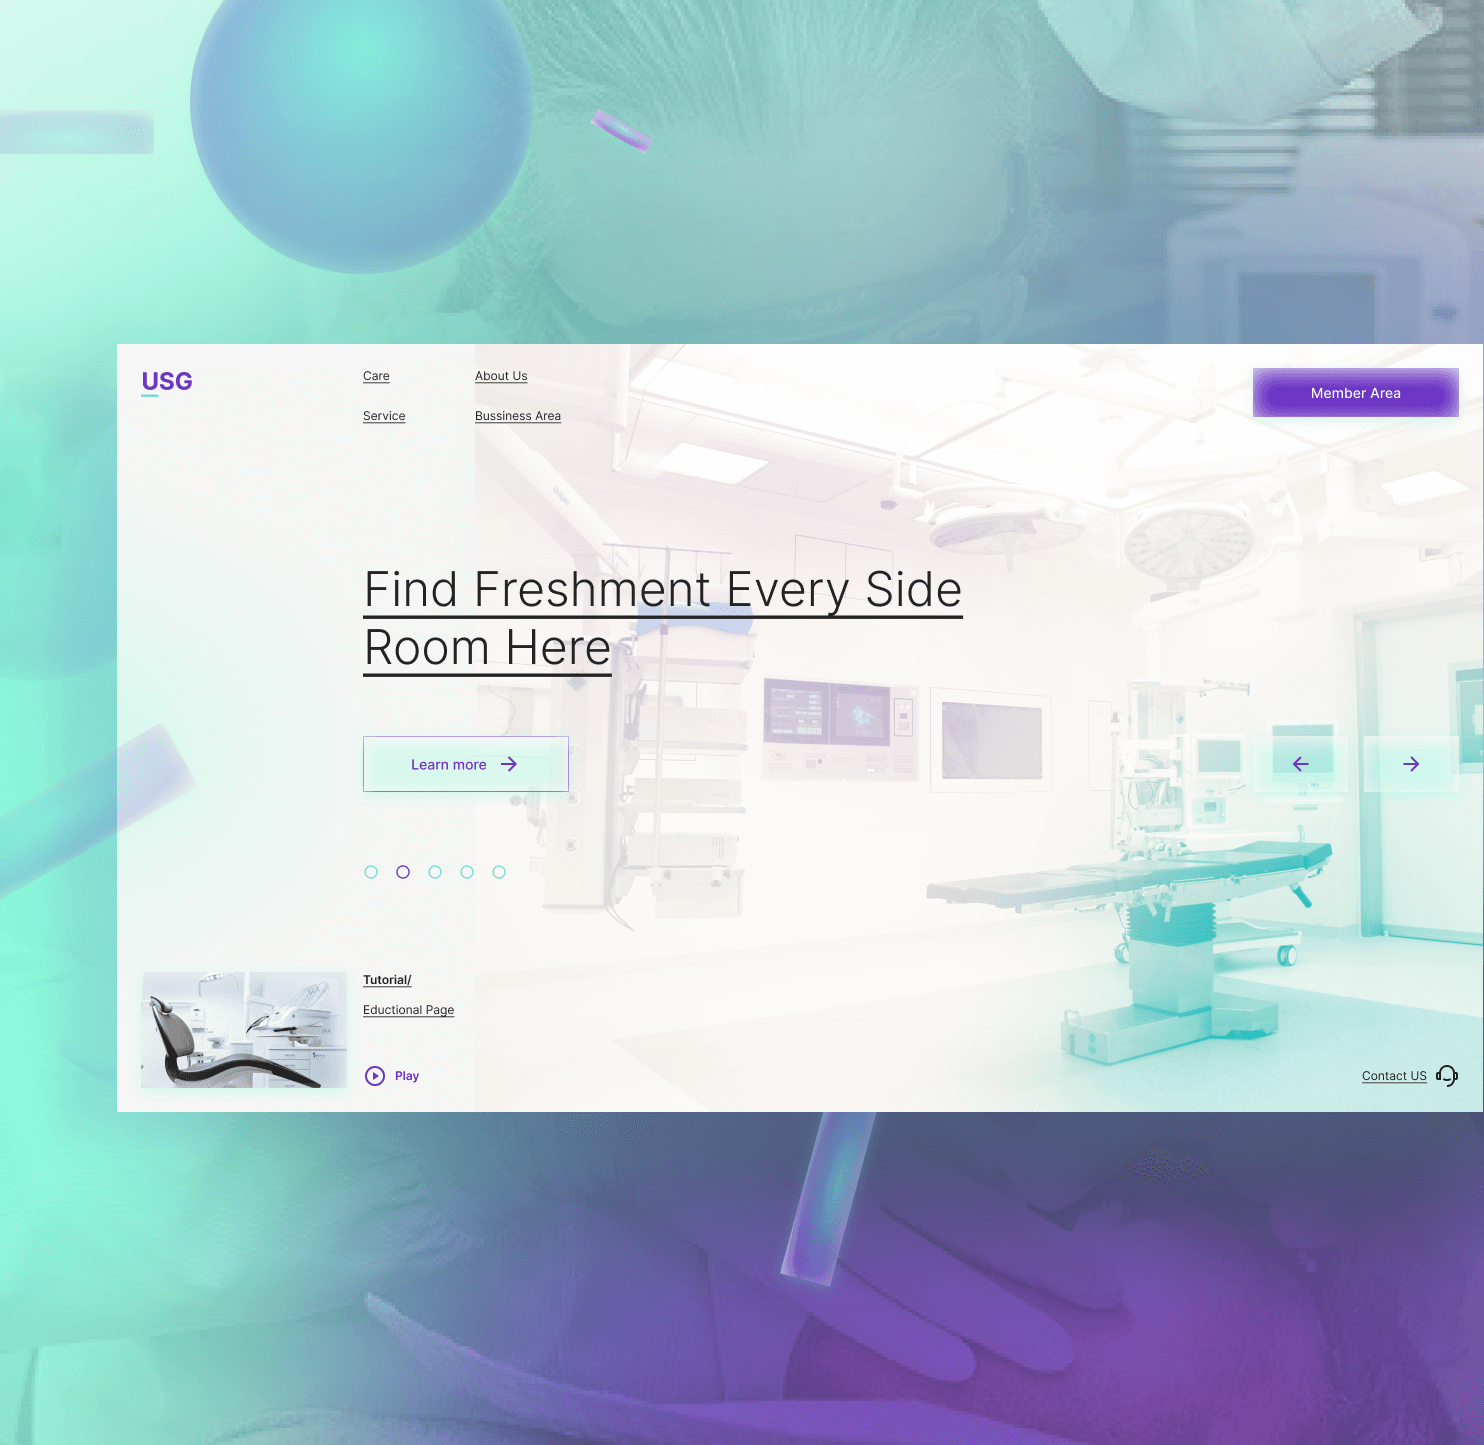 USG
Care
About Us
Service
Bussiness Area
Member Area
Find Freshment Every Side
Room Here
Learn more
Tutorial/
Eductional Page
Play
Contact US